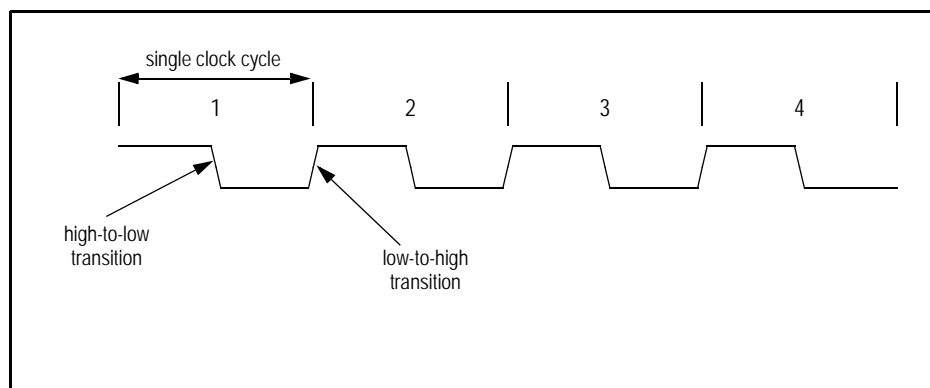 single clock cycle
1 2 3 4
high-to-low
transition
low-to-high
transition